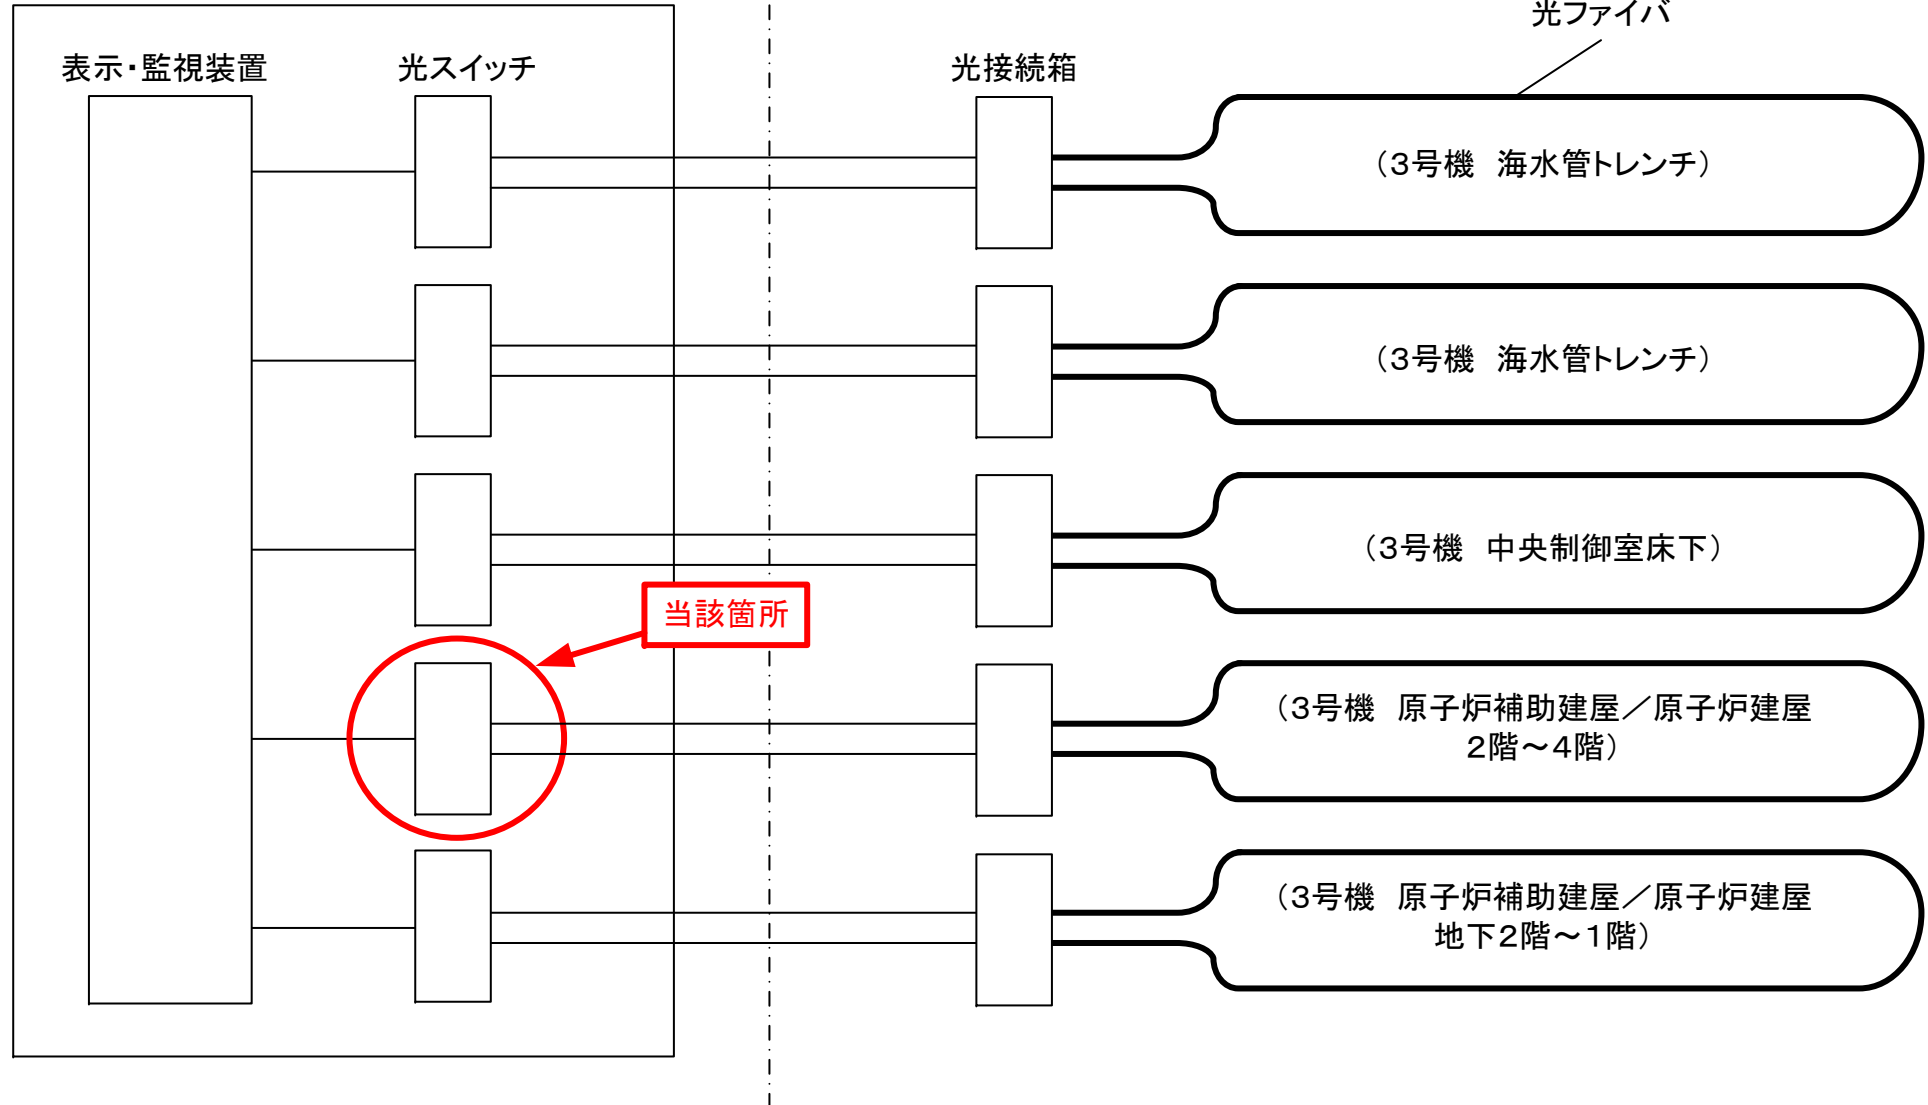 光ファイバ
表示・監視装置
光スイッチ
光接続箱
（３号機　海水管トレンチ）
（３号機　海水管トレンチ）
（３号機　中央制御室床下）
当該箇所
（３号機　原子炉補助建屋／原子炉建屋
２階～４階）
（３号機　原子炉補助建屋／原子炉建屋
地下２階～１階）